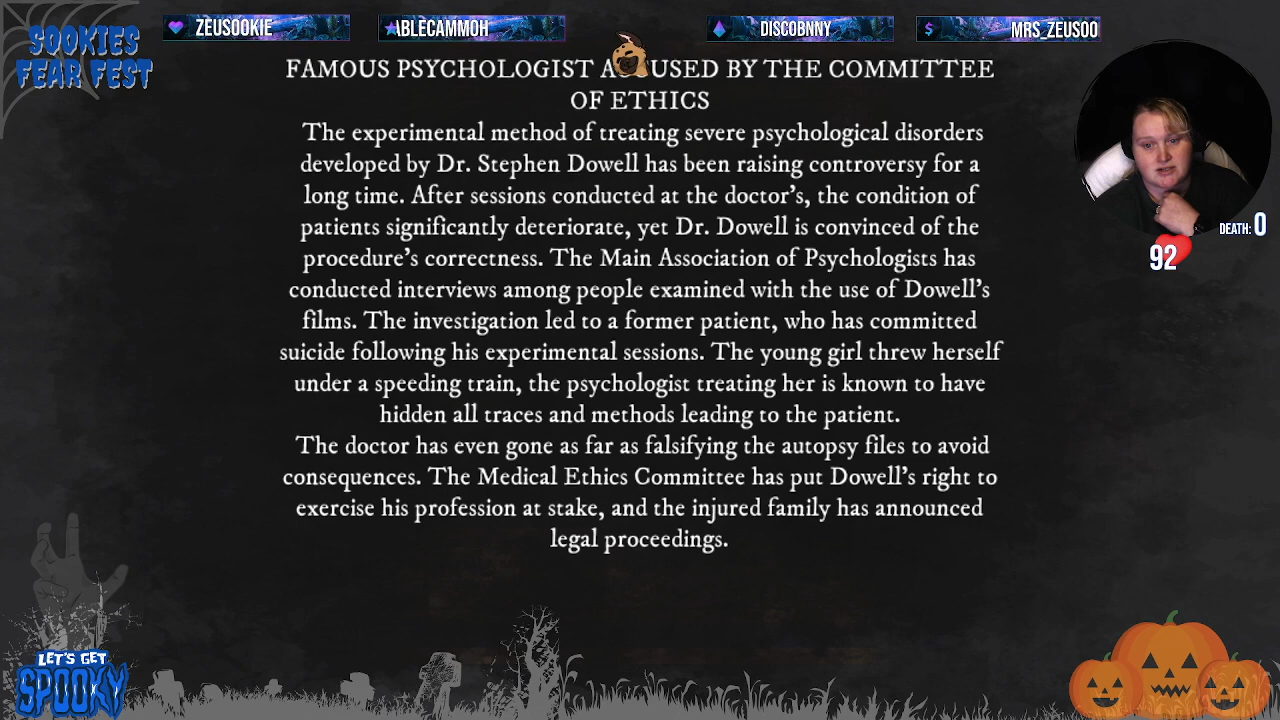 SOOKIES
FEAR FEST
ZEUSOOKIE
ABLECAMMOH
DISCOBNNY
MRS_ZEUSOO
FAMOUS PSYCHOLOGIST A USED BY THE COMMITTEE
OF ETHICS
The experimental method of treating severe psychological disorders
developed by Dr. Stephen Dowell has been raising controversy for a
long time. After sessions conducted at the doctor's, the condition of
patients significantly deteriorate, yet Dr. Dowell is convinced of the
procedure's correctness. The Main Association of Psychologists has
conducted interviews among people examined with the use of Dowell's
films. The investigation led to a former patient, who has committed
suicide following his experimental sessions. The young girl threw herself
under a speeding train, the psychologist treating her is known to have
hidden all traces and methods leading to the patient.
The doctor has even gone as far as falsifying the autopsy files to avoid
consequences. The Medical Ethics Committee has put Dowell's right to
exercise his profession at stake, and the injured family has announced
legal proceedings.
DEATH: 0
92
LET'S GET
SPOOKY